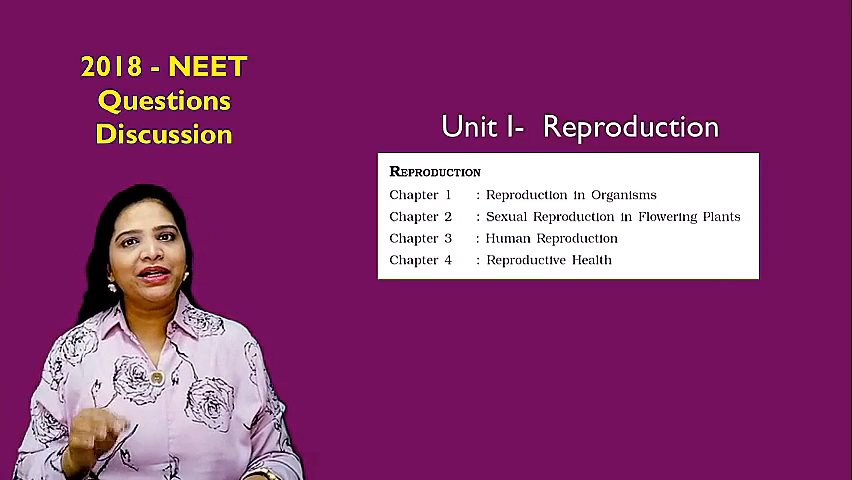 2018 - NEET
Questions
Discussion
Unit I- Reproduction
REPRODUCTION
Chapter 1 : Reproduction in Organisms
Chapter 2 : Sexual Reproduction in Flowering Plants
Chapter 3 : Human Reproduction
Chapter 4 : Reproductive Health